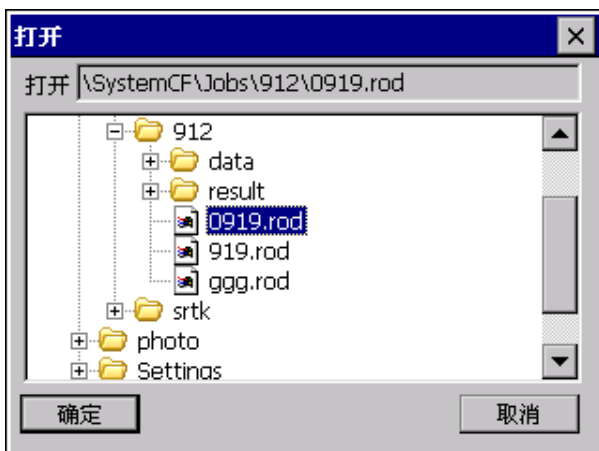 打开
打开 \SystemCF\Jobs\912\0919.rod
912
data
result
0919.rod
919.rod
ggg.rod
srtk
photo
Settings
确定 取消